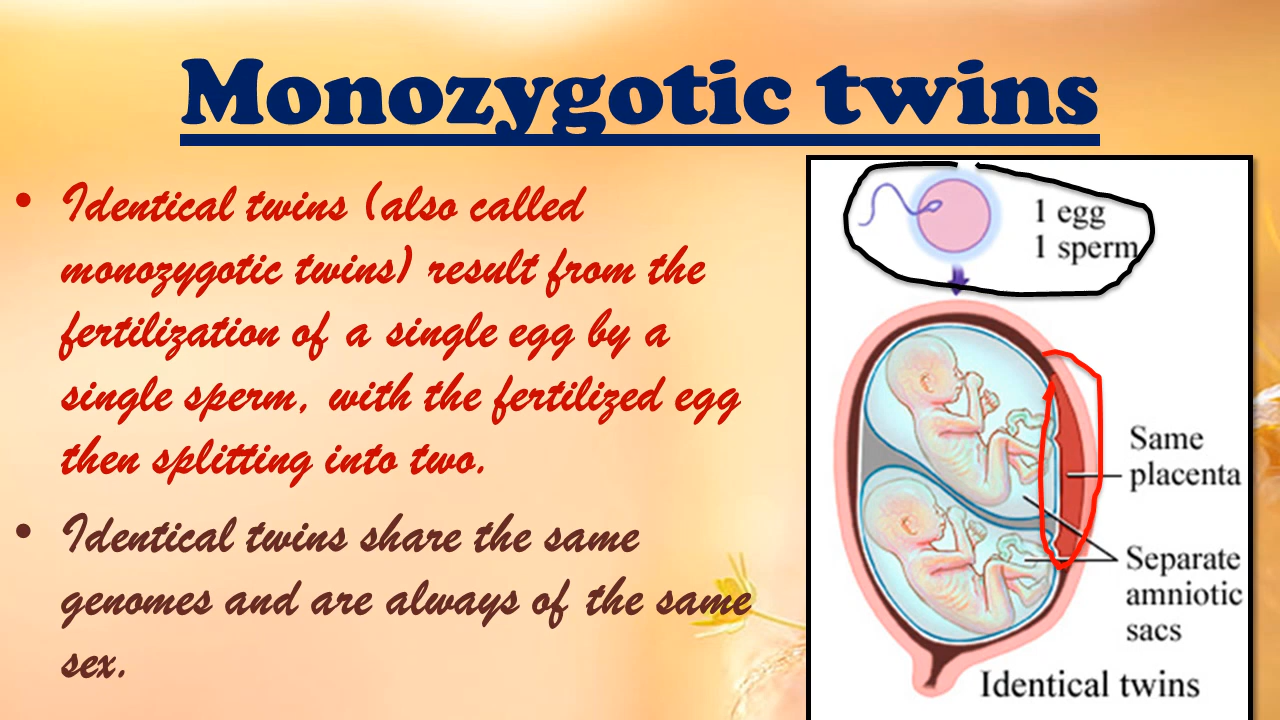 Monozygotic twins
• Identical twins (also called
monozygotic twins) result from the
fertilization of a single egg by a
single sperm, with the fertilized egg
then splitting into two.
• Identical twins share the same
genomes and are always of the same
sex.
1 egg
1 sperm
Same
placenta
Separate
amniotic
sacs
Identical twins